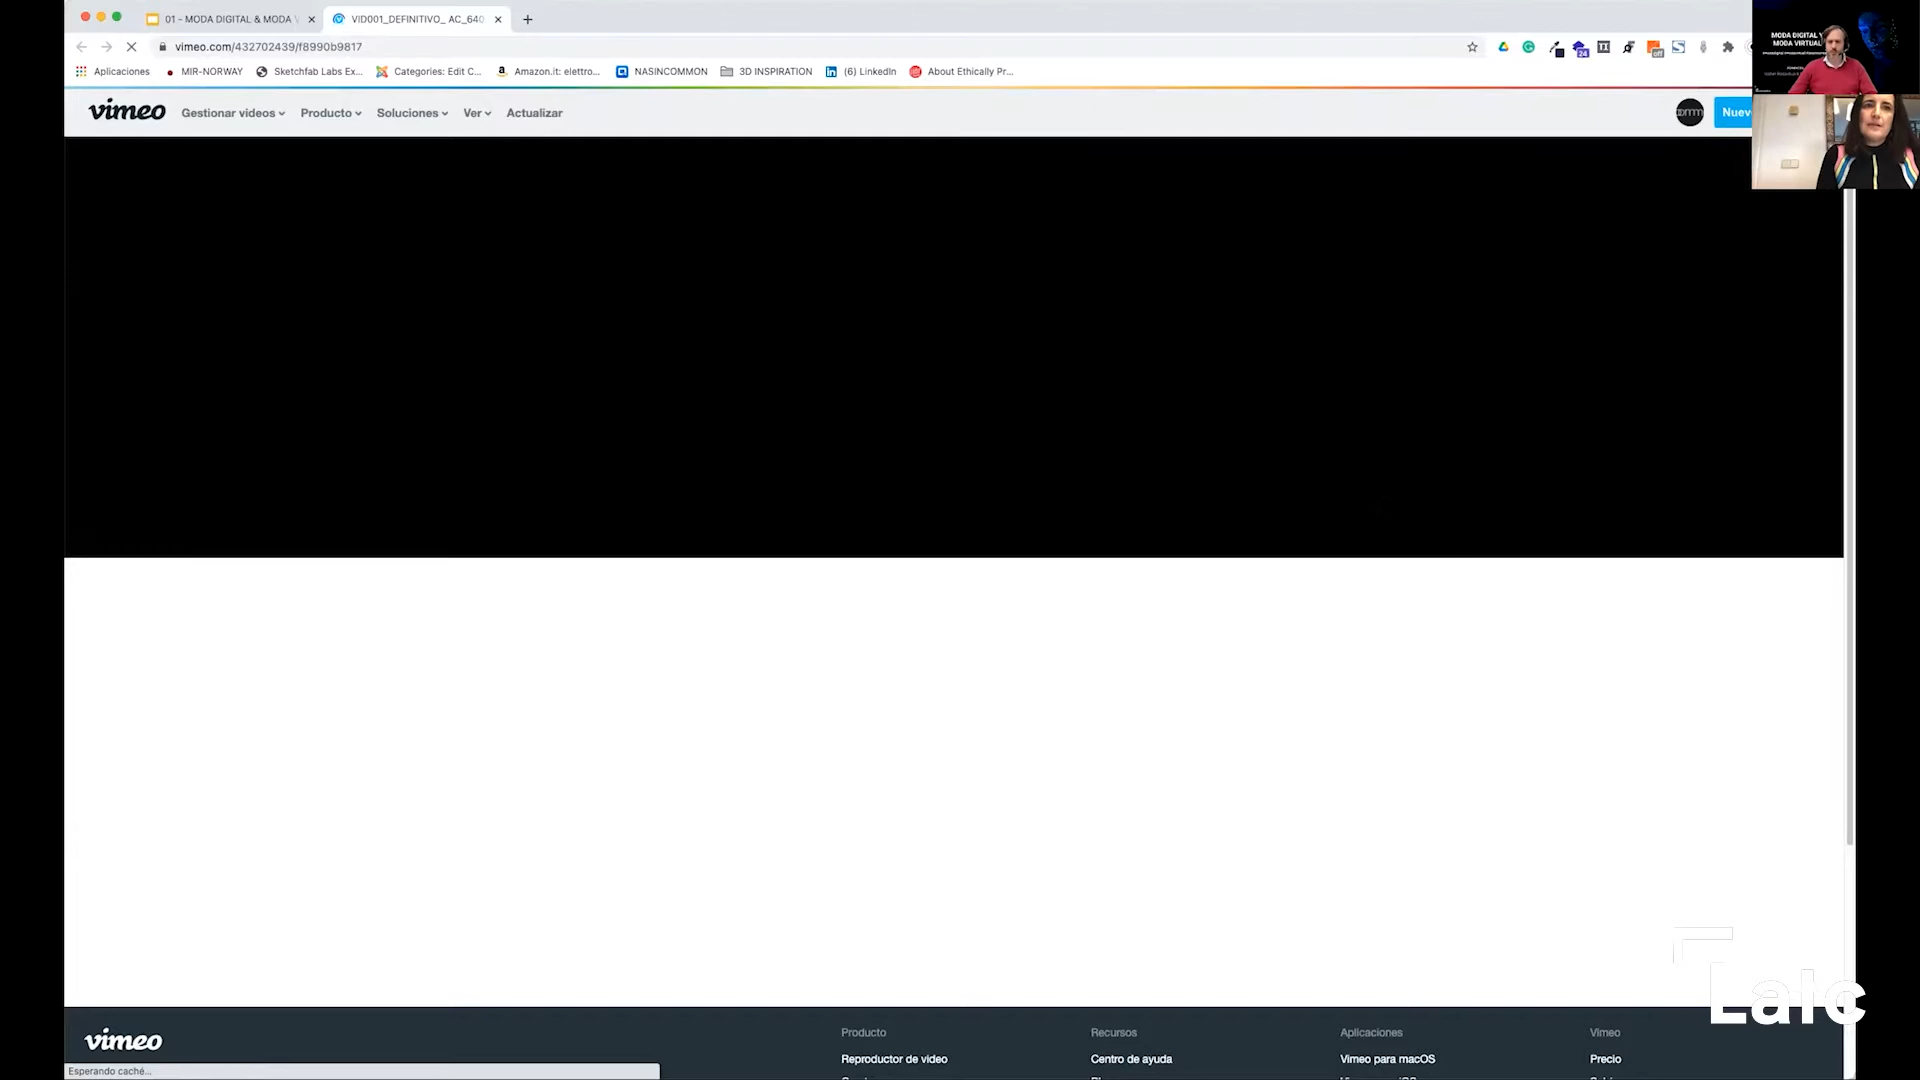 01 - MODA DIGITAL & MODA V
VID001_DEFINITIVO_ AC_640
vimeo.com/432702439/f8990b9817
24
off
Aplicaciones
MIR-NORWAY
Sketchfab Labs Ex...
Categories: Edit C...
Amazon.it: elettro...
NASINCOMMON
3D INSPIRATION
(6) LinkedIn
About Ethically Pr...
MODA DIGITAL Y
MODA VIRTUAL
vimeo
Gestionar videos
Producto
Soluciones
Ver
Actualizar
Nuev
Laic
vimeo
Producto
Recursos
Aplicaciones
Vimeo
Reproductor de video
Centro de ayuda
Vimeo para macOS
Precio
Esperando caché...